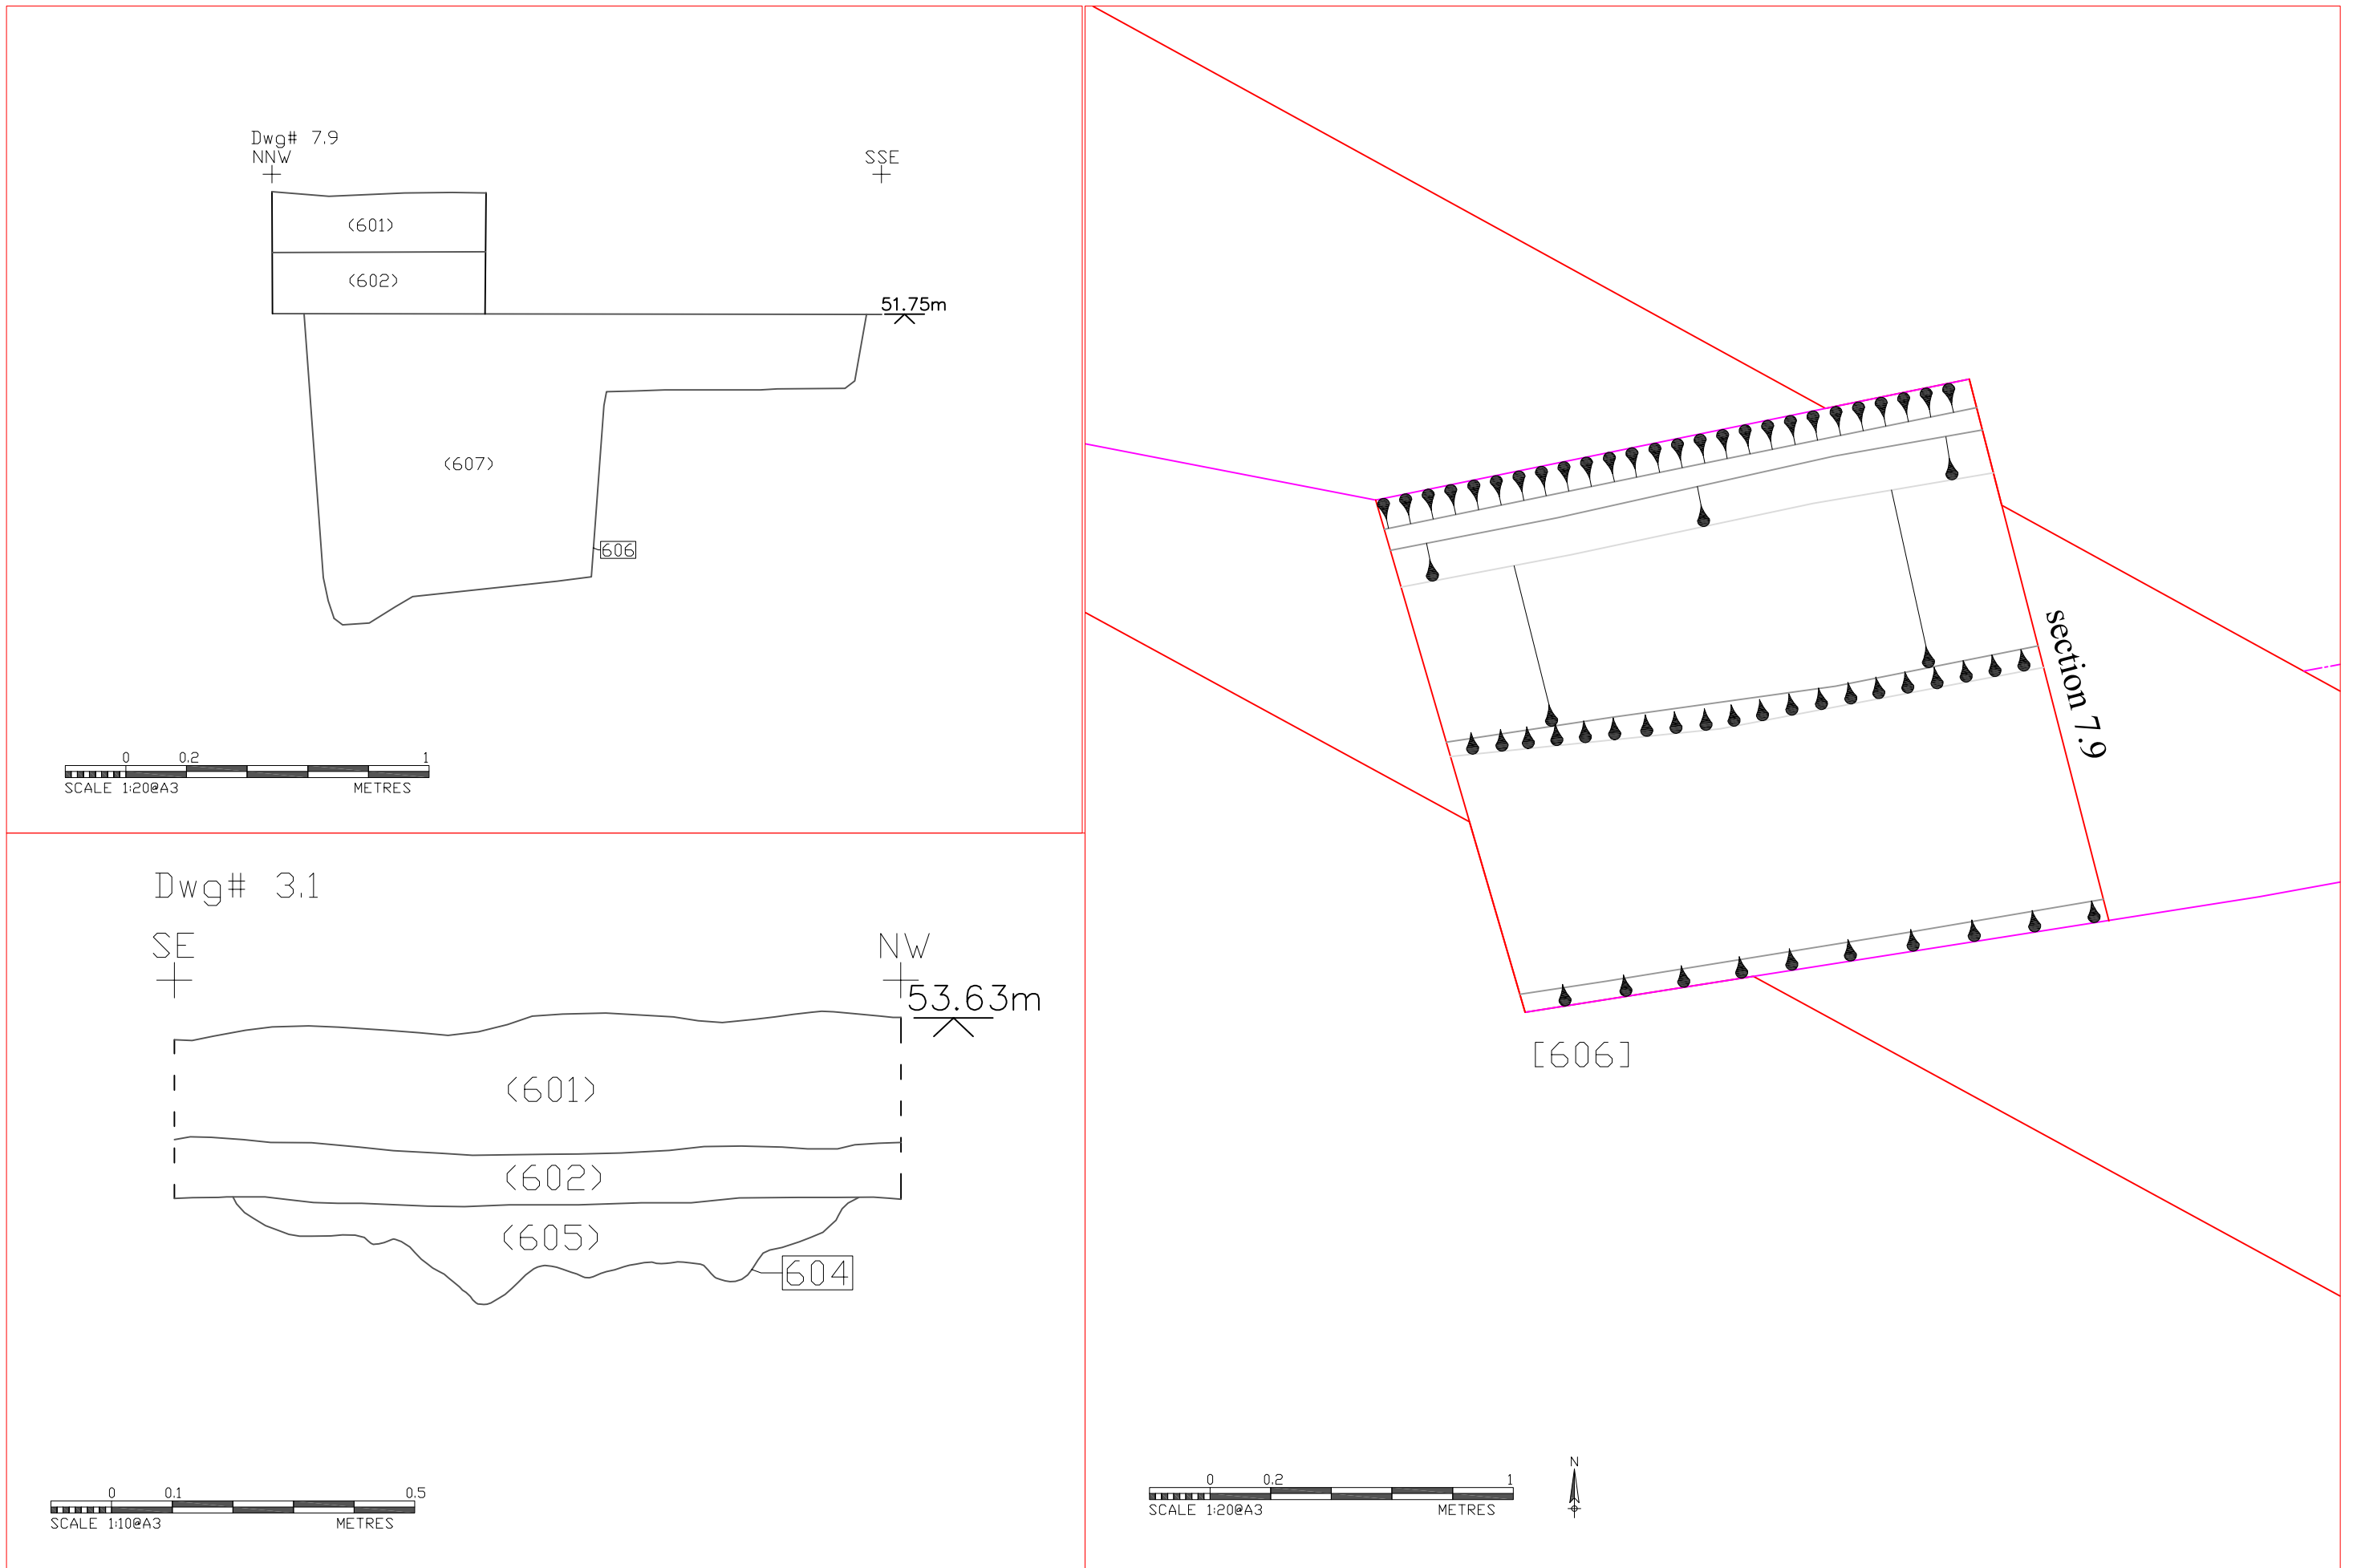 Dwg# 7.9
NNW
SSE
(601)
(602)
51.75m
(607)
606
0 0.2 1
SCALE 1:20@A3 METRES
Dwg# 3.1
SE
NW
53.63m
(601)
(602)
(605)
604
0 0.1 0.5
SCALE 1:10@A3 METRES
section 7.9
[606]
0 0.2 1
SCALE 1:20@A3 METRES
N